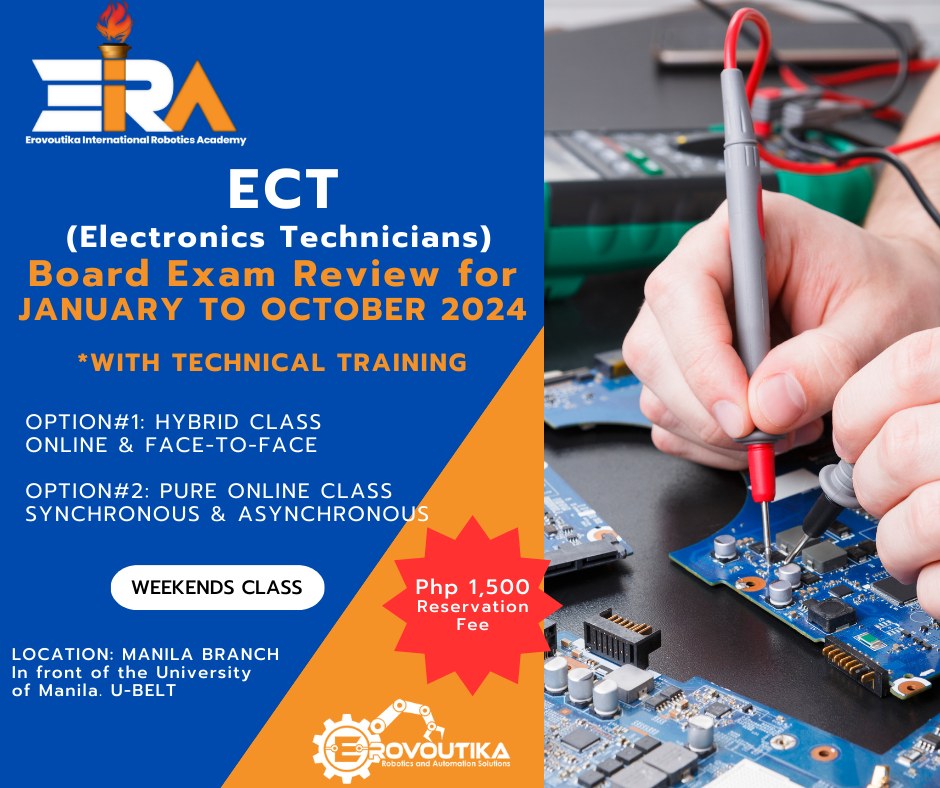 ERA
Erovoutika International Robotics Academy
ECT
(Electronics Technicians)
Board Exam Review for
JANUARY TO OCTOBER 2024
*WITH TECHNICAL TRAINING
OPTION#1: HYBRID CLASS
ONLINE & FACE-TO-FACE
OPTION#2: PURE ONLINE CLASS
SYNCHRONOUS & ASYNCHRONOUS
WEEKENDS CLASS
Php 1,500
Reservation
Fee
LOCATION: MANILA BRANCH
In front of the University
of Manila. U-BELT
EROVOUTIKA
Robotics and Automation Solutions